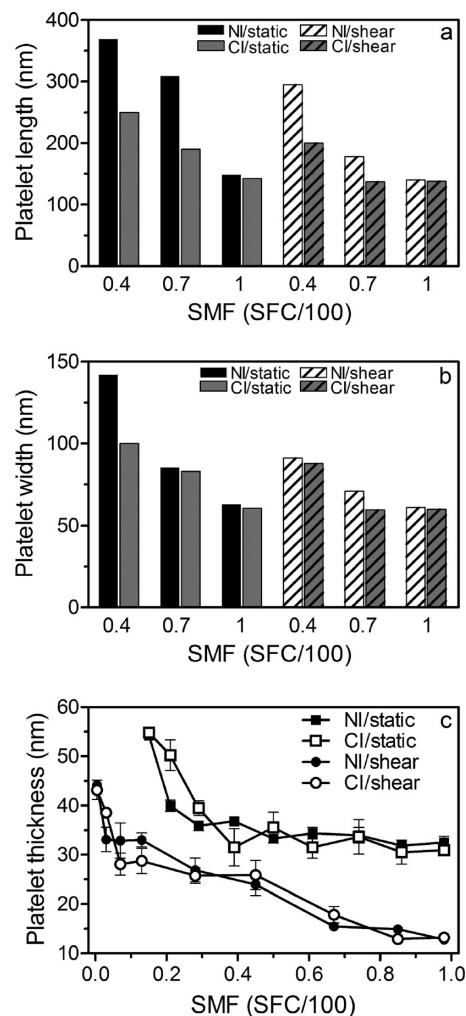 a
NI/static NI/shear
CI/static CI/shear
400
300
200
100
0
Platelet length (nm)
0.4 0.7 1 0.4 0.7 1
SMF (SFC/100)
b
NI/static NI/shear
CI/static CI/shear
150
100
50
0
Platelet width (nm)
0.4 0.7 1 0.4 0.7 1
SMF (SFC/100)
c
NI/static
CI/static
NI/shear
CI/shear
60
50
40
30
20
10
Platelet thickness (nm)
0.0 0.2 0.4 0.6 0.8 1.0
SMF (SFC/100)